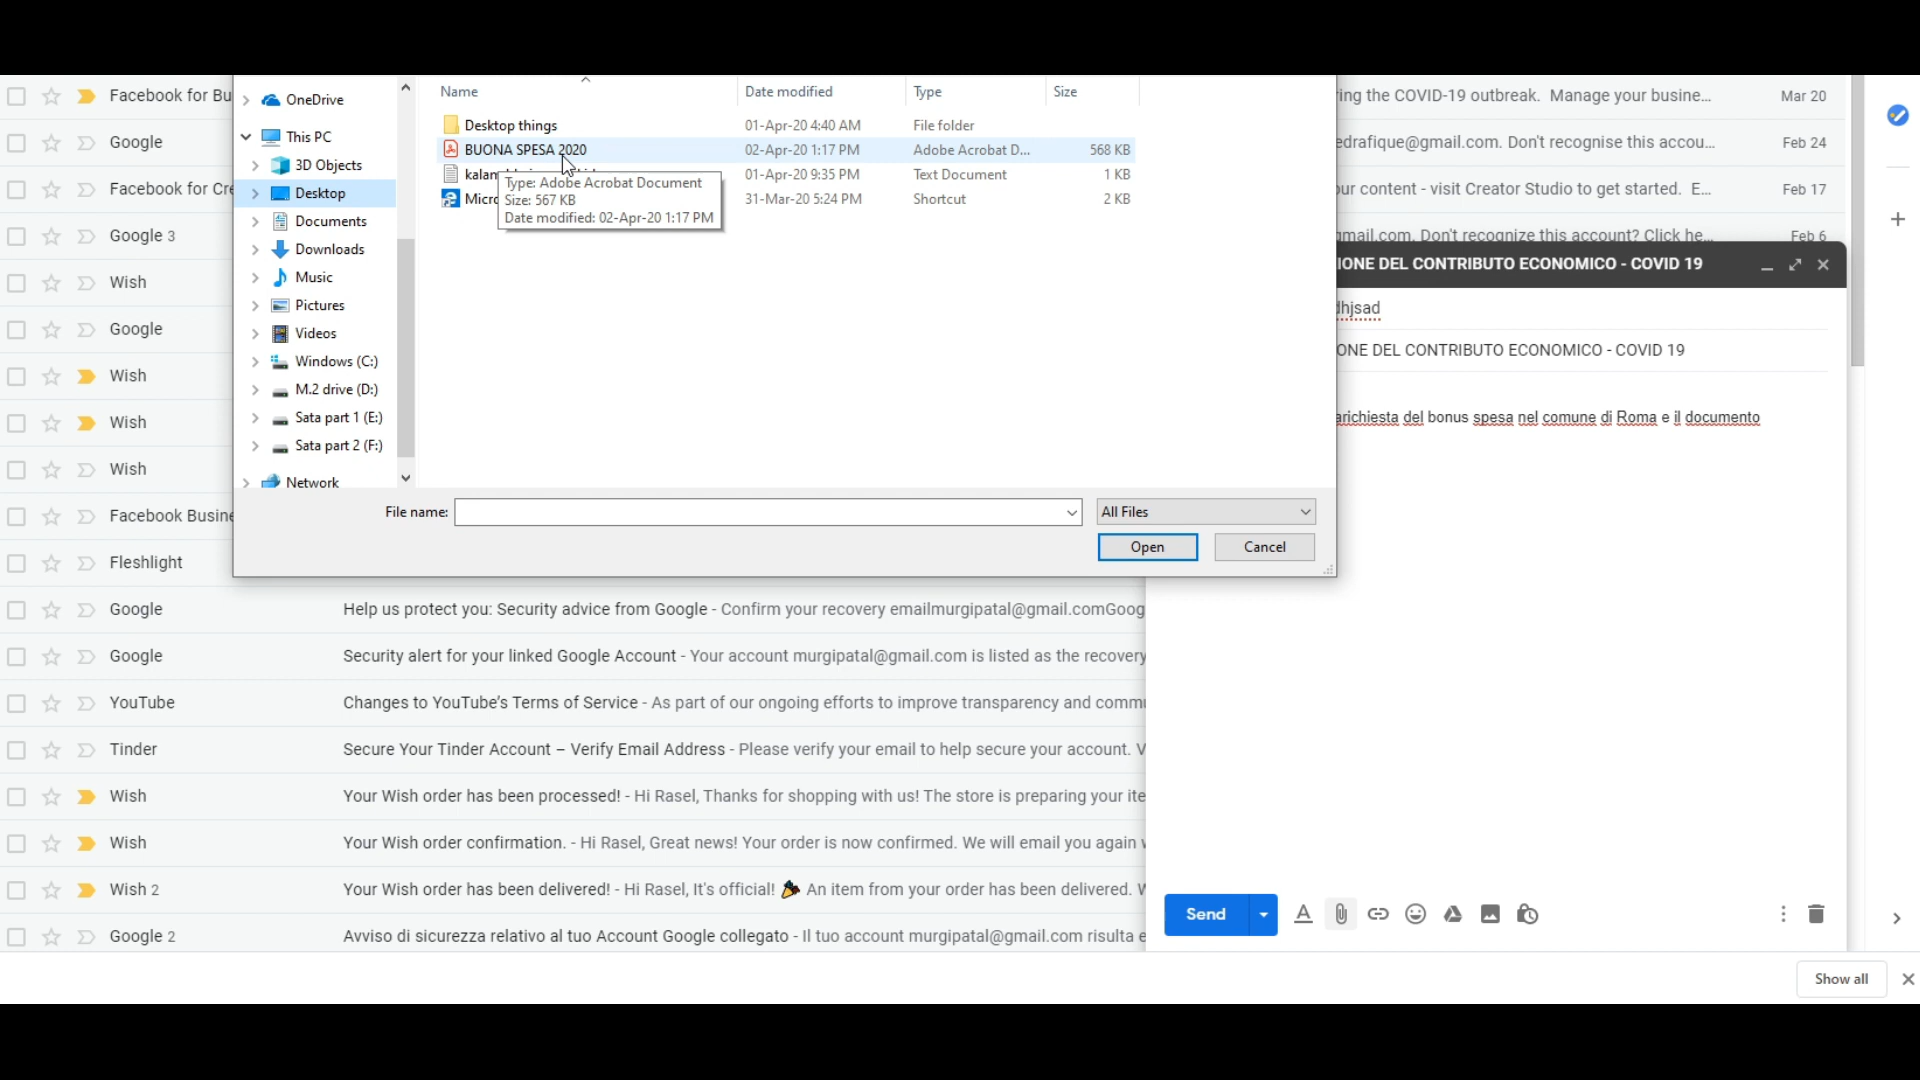 Facebook for Bu
Google
Facebook for Cre
Google 3
Wish
Google
Wish
Wish
Wish
Facebook Busine
Fleshlight
OneDrive
This PC
3D Objects
Desktop
Documents
Downloads
Music
Pictures
Videos
Windows (C:)
M.2 drive (D:)
Sata part 1 (E:)
Sata part 2 (F:)
Network
Name Date modified Type Size
Desktop things 01-Apr-20 4:40 AM File folder
BUONA SPESA 2020 02-Apr-20 1:17 PM Adobe Acrobat D... 568 KB
01-Apr-20 9:35 PM Text Document 1 KB
31-Mar-20 5:24 PM Shortcut 2 KB
Type: Adobe Acrobat Document
Size: 567 KB
Date modified: 02-Apr-20 1:17 PM
File name: All Files
Open Cancel
ing the COVID-19 outbreak. Manage your busine... Mar 20
edrafique@gmail.com. Don't recognise this accou... Feb 24
ur content - visit Creator Studio to get started. E... Feb 17
mail.com. Don't recognize this account? Click he... Feb 6
IONE DEL CONTRIBUTO ECONOMICO - COVID 19
dhjsad
ONE DEL CONTRIBUTO ECONOMICO - COVID 19
arichiesta del bonus spesa nel comune di Roma e il documento
Google Help us protect you: Security advice from Google - Confirm your recovery emailmurgipatal@gmail.comGoog
Google Security alert for your linked Google Account - Your account murgipatal@gmail.com is listed as the recovery
YouTube Changes to YouTube's Terms of Service - As part of our ongoing efforts to improve transparency and commu
Tinder Secure Your Tinder Account – Verify Email Address - Please verify your email to help secure your account. V
Wish Your Wish order has been processed! - Hi Rasel, Thanks for shopping with us! The store is preparing your ite
Wish Your Wish order confirmation. - Hi Rasel, Great news! Your order is now confirmed. We will email you again
Wish 2 Your Wish order has been delivered! - Hi Rasel, It's official! 🎉 An item from your order has been delivered. W
Google 2 Avviso di sicurezza relativo al tuo Account Google collegato - Il tuo account murgipatal@gmail.com risulta e
Send
Show all